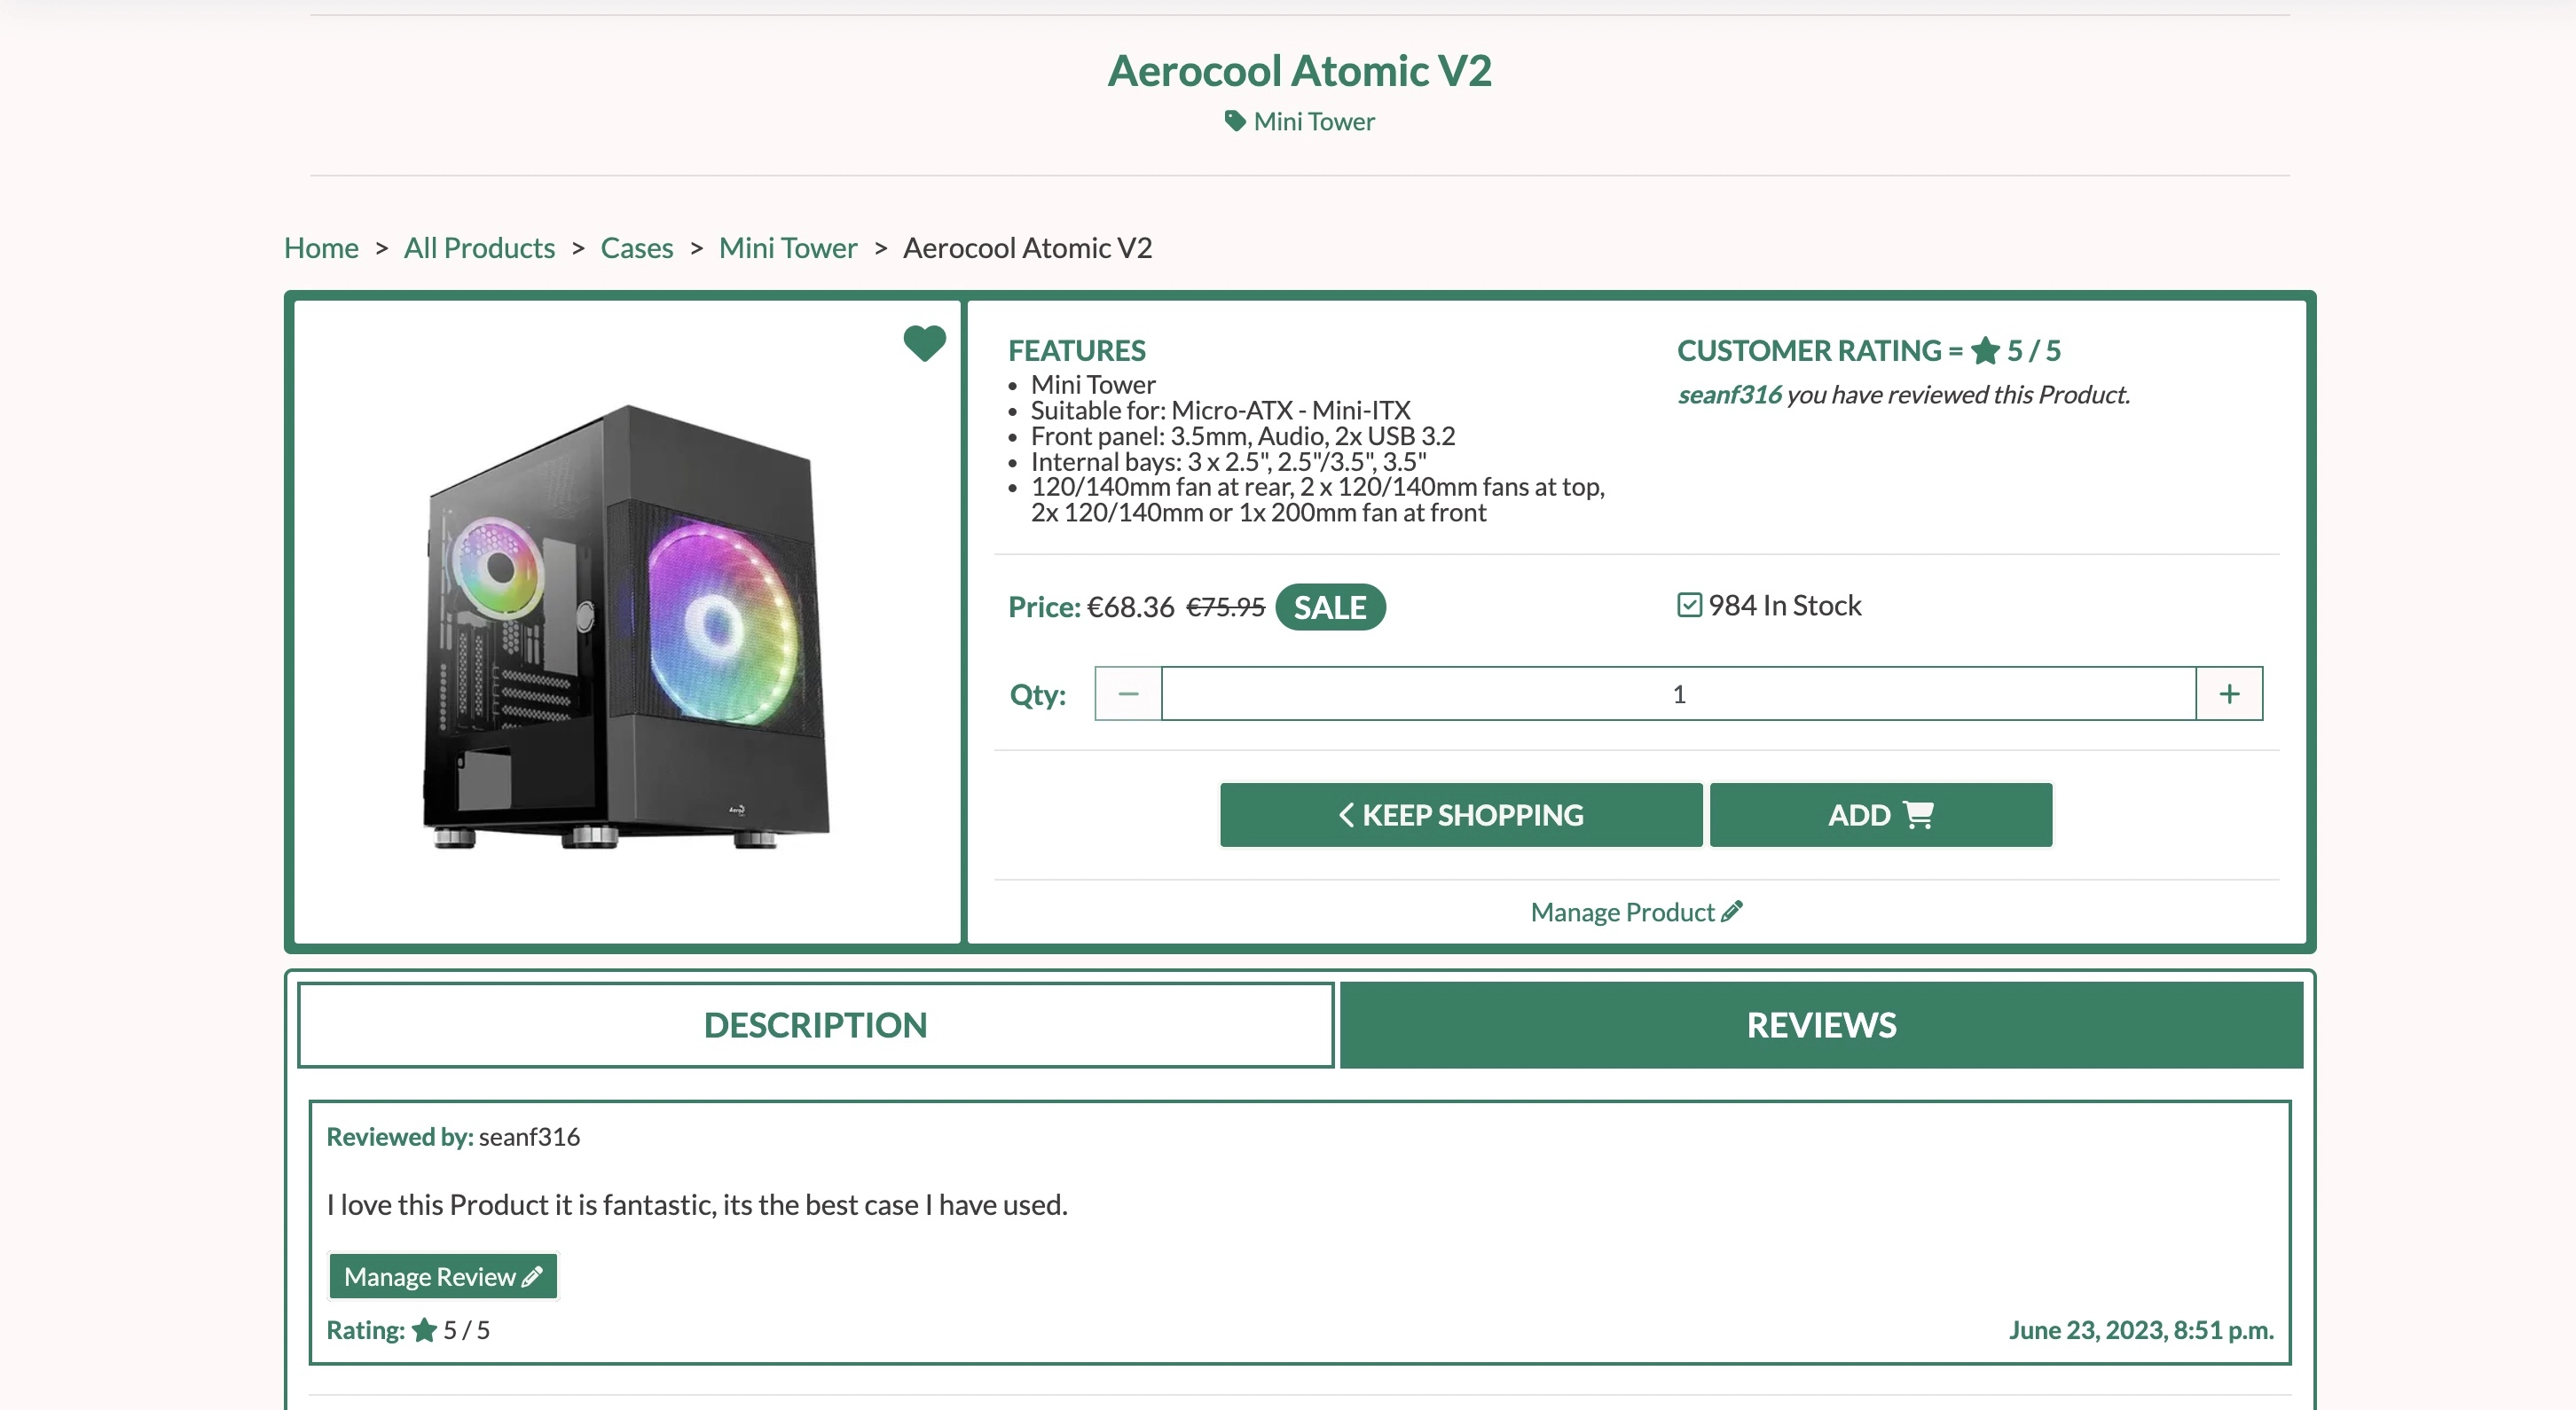 Aerocool Atomic V2
Mini Tower
Home > All Products > Cases > Mini Tower > Aerocool Atomic V2
FEATURES
• Mini Tower
• Suitable for: Micro-ATX - Mini-ITX
• Front panel: 3.5mm, Audio, 2x USB 3.2
• Internal bays: 3 x 2.5", 2.5"/3.5", 3.5"
• 120/140mm fan at rear, 2 x 120/140mm fans at top,
2x 120/140mm or 1x 200mm fan at front
CUSTOMER RATING = ★ 5 / 5
seanf316 you have reviewed this Product.
Price: €68.36 €75.95 SALE
984 In Stock
Qty: − 1 +
< KEEP SHOPPING
ADD
Manage Product
DESCRIPTION
REVIEWS
Reviewed by: seanf316
I love this Product it is fantastic, its the best case I have used.
Manage Review
Rating: ★ 5 / 5
June 23, 2023, 8:51 p.m.